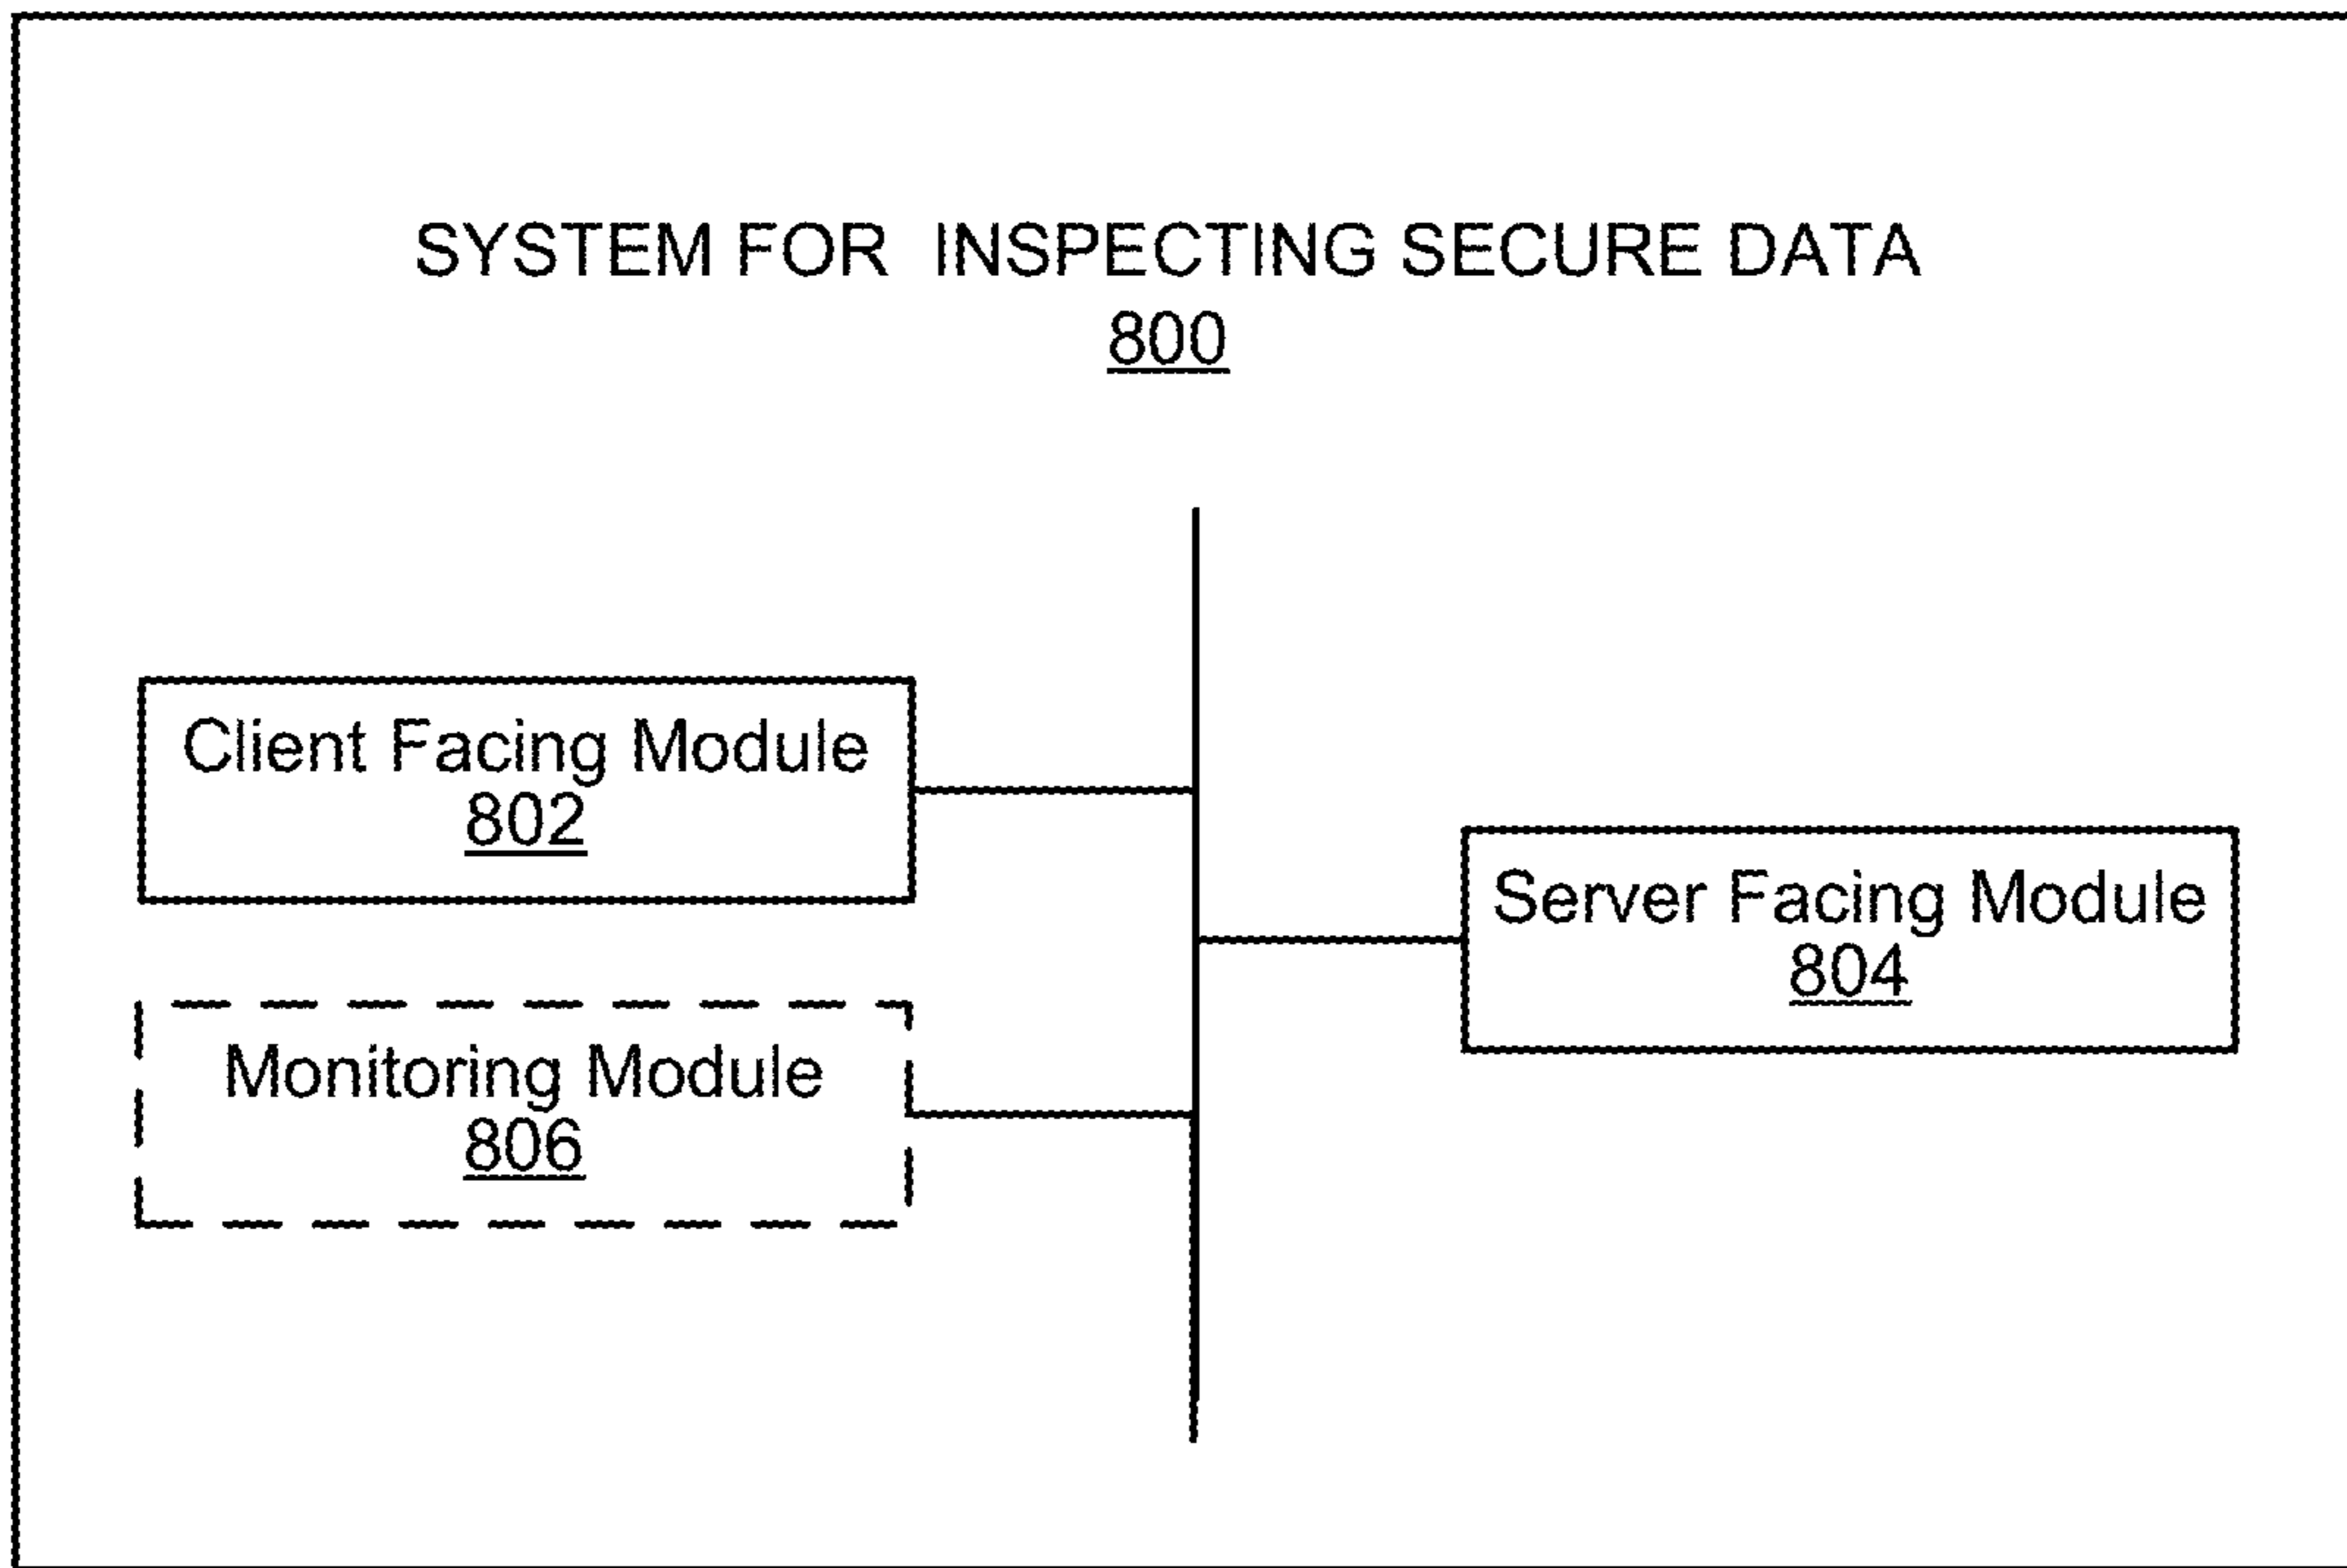 SYSTEM FOR INSPECTING SECURE DATA
800
Client Facing Module
802
Server Facing Module
804
Monitoring Module
806